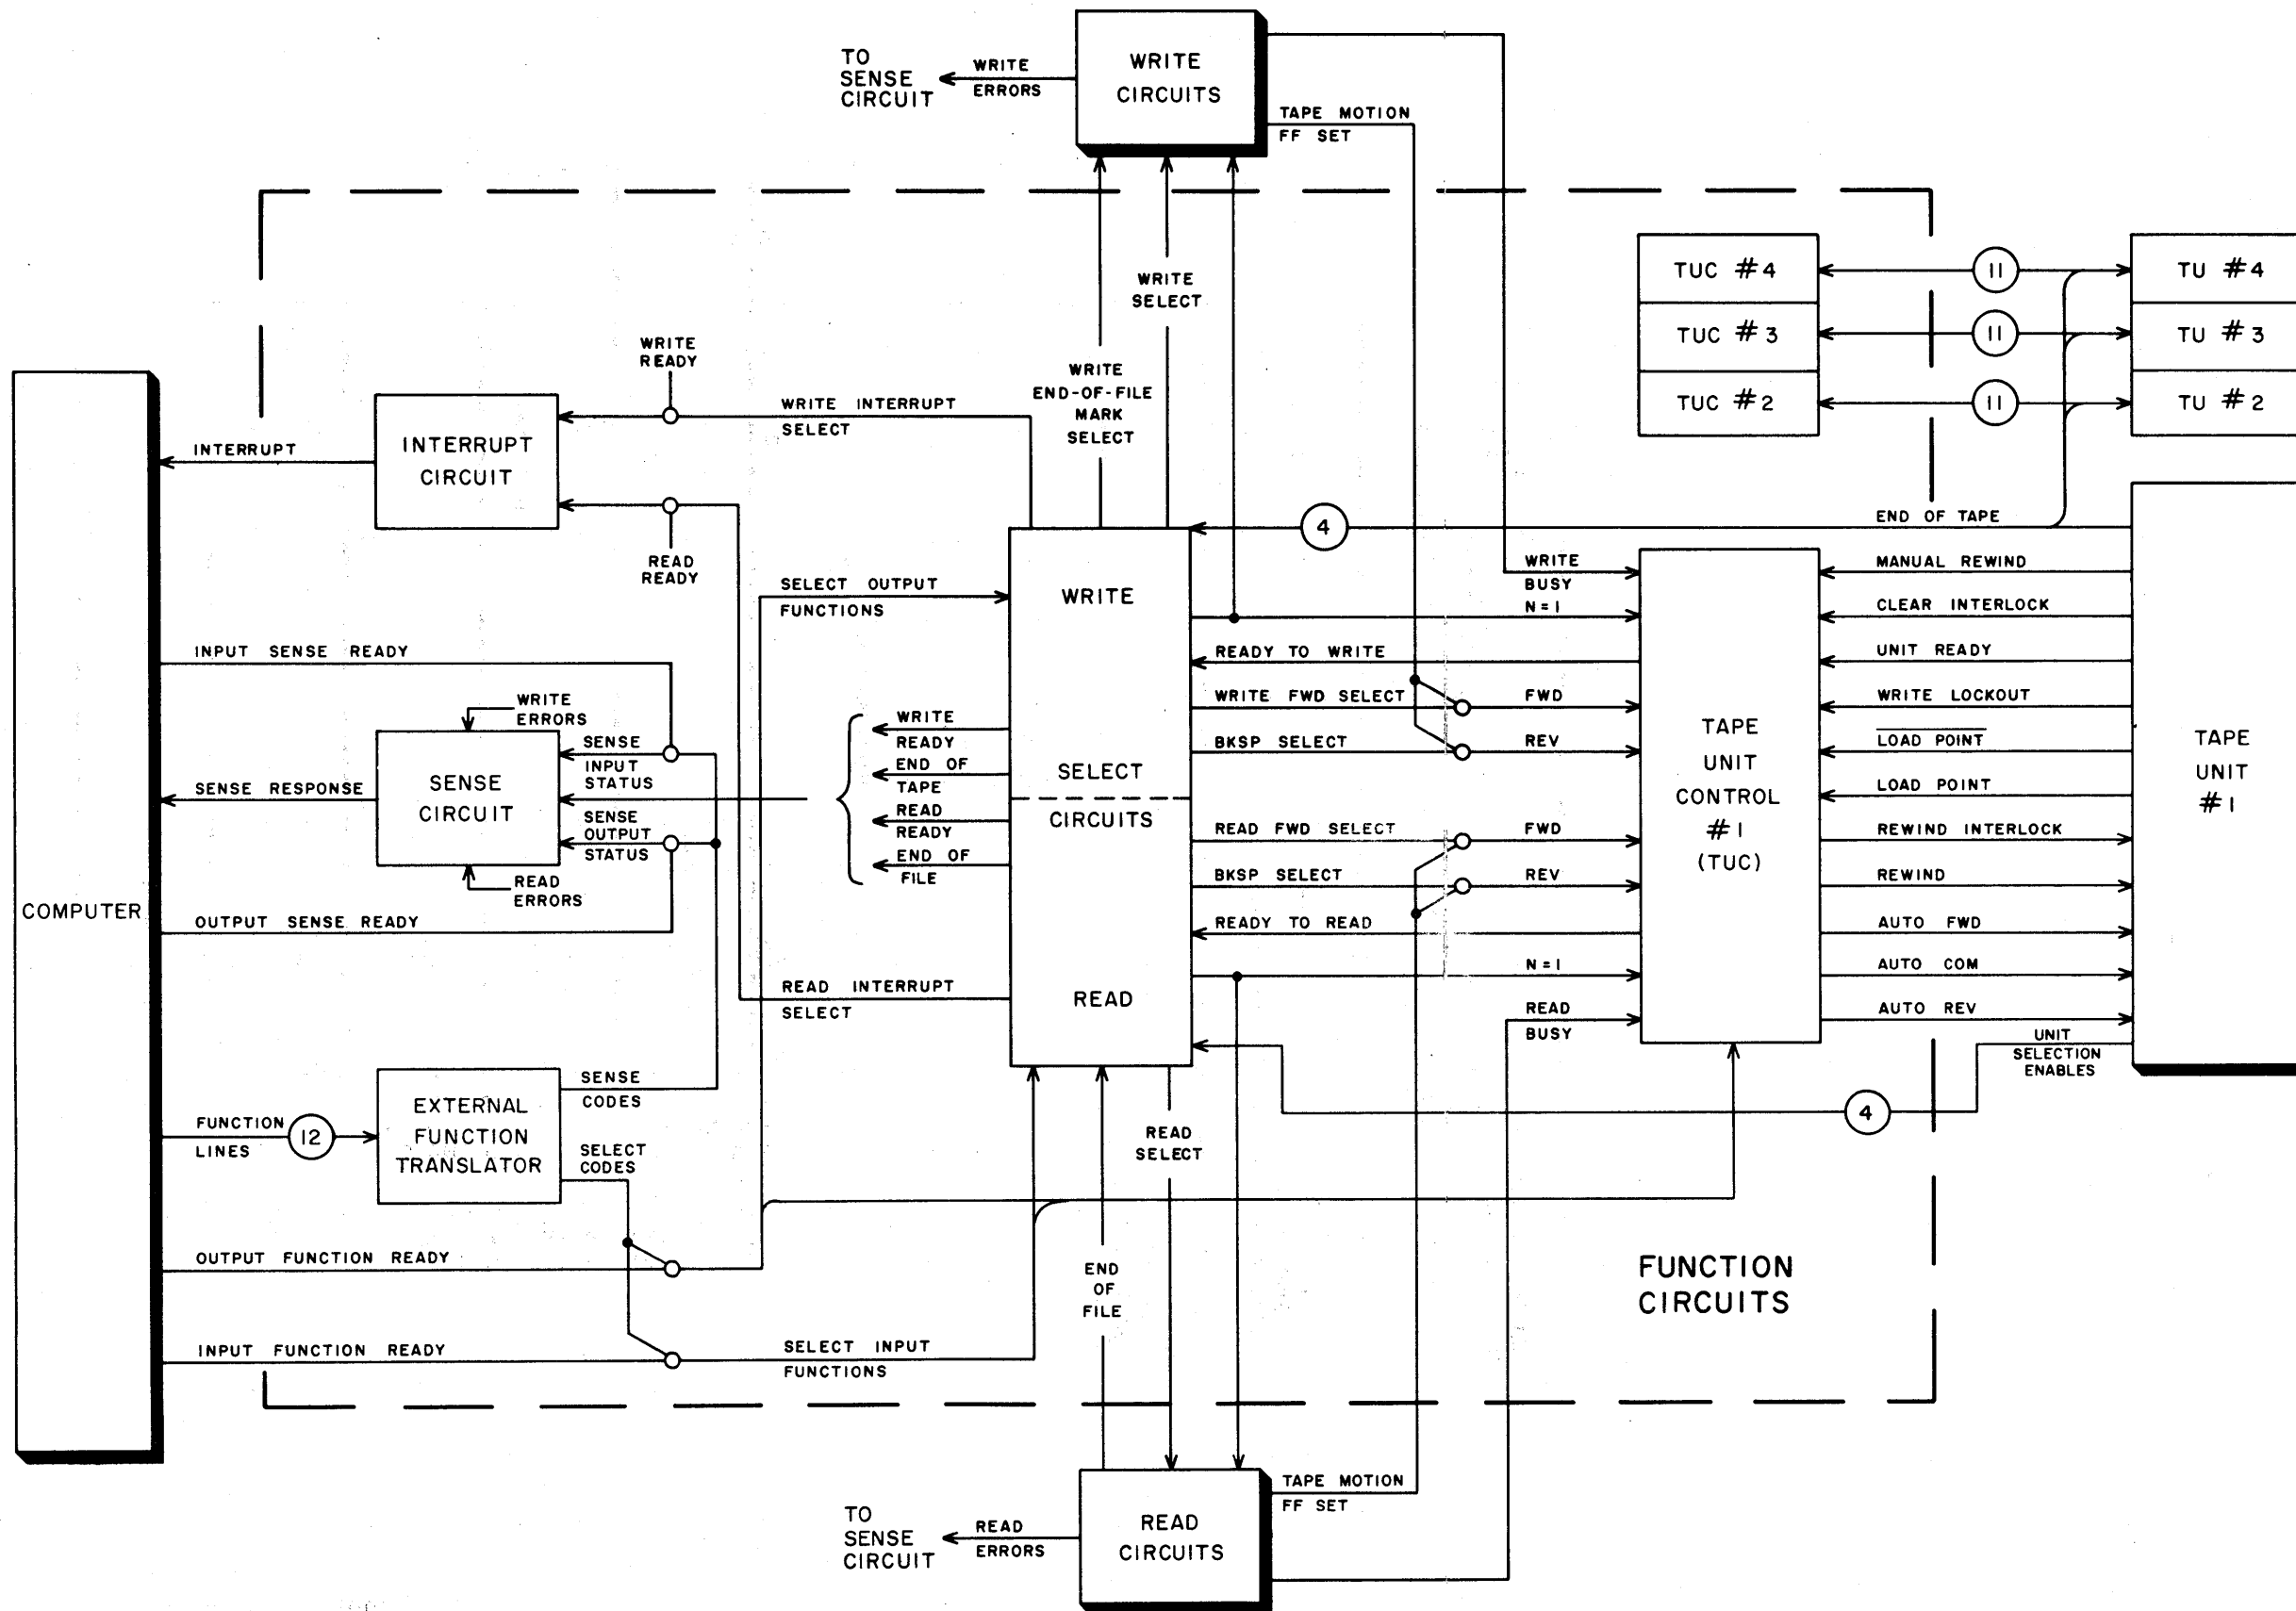 TO
SENSE
CIRCUIT
WRITE
ERRORS
WRITE
CIRCUITS
TAPE MOTION
FF SET
WRITE
SELECT
WRITE
END-OF-FILE
MARK
SELECT
TUC #4
11
TU #4
TUC #3
11
TU #3
TUC #2
11
TU #2
WRITE
READY
WRITE INTERRUPT
SELECT
INTERRUPT
INTERRUPT
CIRCUIT
READ
READY
4
END OF TAPE
SELECT OUTPUT
FUNCTIONS
INPUT SENSE READY
WRITE
ERRORS
SENSE
INPUT
STATUS
SENSE RESPONSE
SENSE
CIRCUIT
SENSE
OUTPUT
STATUS
READ
ERRORS
COMPUTER
OUTPUT SENSE READY
WRITE
READY
END OF
TAPE
READ
READY
END OF
FILE
READ INTERRUPT
SELECT
WRITE
SELECT
CIRCUITS
READ
WRITE
BUSY
N=1
READY TO WRITE
WRITE FWD SELECT
FWD
BKSP SELECT
REV
READ FWD SELECT
FWD
BKSP SELECT
REV
READY TO READ
N=1
READ
BUSY
TAPE
UNIT
CONTROL
#1
(TUC)
MANUAL REWIND
CLEAR INTERLOCK
UNIT READY
WRITE LOCKOUT
LOAD POINT
LOAD POINT
REWIND INTERLOCK
REWIND
AUTO FWD
AUTO COM
AUTO REV
TAPE
UNIT
#1
UNIT
SELECTION
ENABLES
4
FUNCTION
LINES
12
EXTERNAL
FUNCTION
TRANSLATOR
SENSE
CODES
SELECT
CODES
READ
SELECT
OUTPUT FUNCTION READY
END
OF
FILE
FUNCTION
CIRCUITS
INPUT FUNCTION READY
SELECT INPUT
FUNCTIONS
TO
SENSE
CIRCUIT
READ
ERRORS
READ
CIRCUITS
TAPE MOTION
FF SET